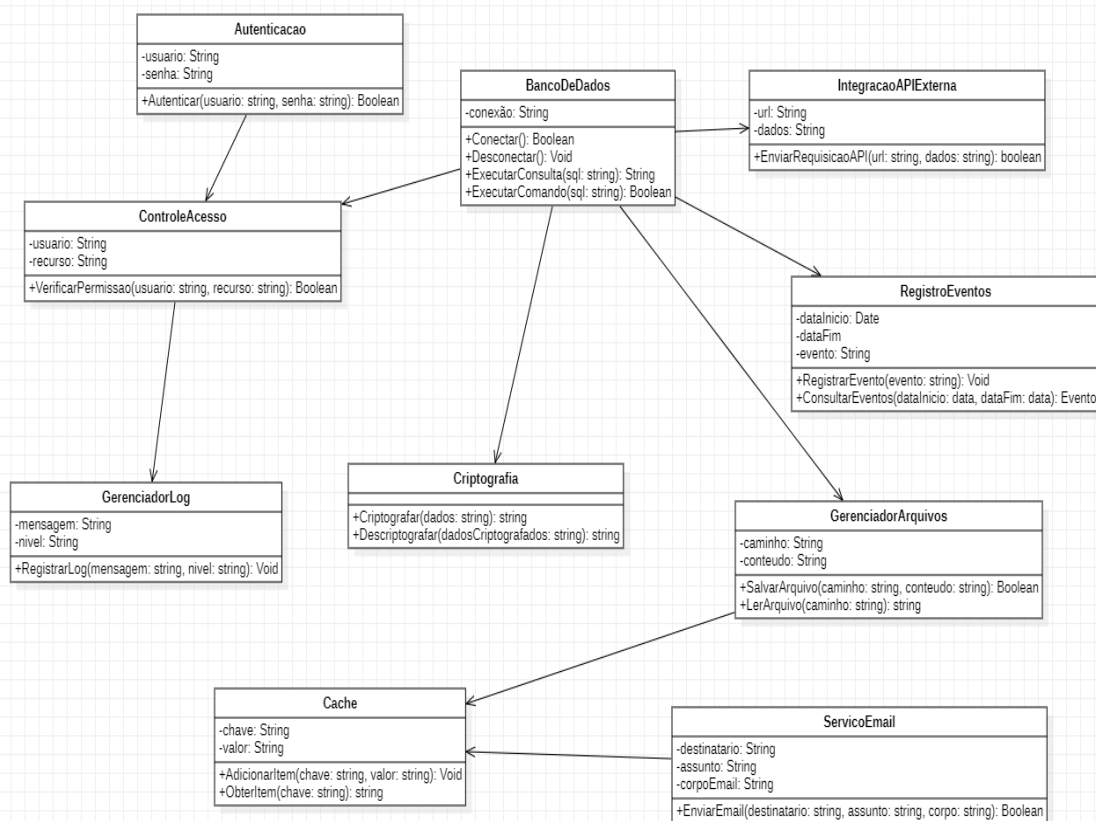 Autenticacao
-usuario: String
-senha: String
+Autenticar(usuario: string, senha: string): Boolean
BancoDeDados
-conexão: String
+Conectar(): Boolean
+Desconectar(): Void
+ExecutarConsulta(sql: string): String
+ExecutarComando(sql: string): Boolean
IntegracaoAPIExterna
-url: String
-dados: String
+EnviarRequisicaoAPI(url: string, dados: string): boolean
ControleAcesso
-usuario: String
-recurso: String
+VerificarPermissao(usuario: string, recurso: string): Boolean
RegistroEventos
-dataInicio: Date
-dataFim
-evento: String
+RegistrarEvento(evento: string): Void
+ConsultarEventos(dataInicio: data, dataFim: data): Evento
GerenciadorLog
-mensagem: String
-nivel: String
+RegistrarLog(mensagem: string, nivel: string): Void
Criptografia
+Criptografar(dados: string): string
+Descriptografar(dadosCriptografados: string): string
GerenciadorArquivos
-caminho: String
-conteudo: String
+SalvarArquivo(caminho: string, conteudo: string): Boolean
+LerArquivo(caminho: string): string
Cache
-chave: String
-valor: String
+AdicionarItem(chave: string, valor: string): Void
+ObterItem(chave: string): string
ServicoEmail
-destinatario: String
-assunto: String
-corpoEmail: String
+EnviarEmail(destinatario: string, assunto: string, corpo: string): Boolean